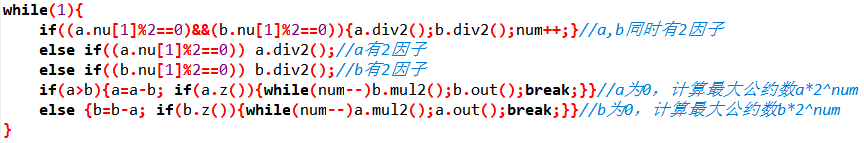 while(1){
    if((a.nu[1]%2==0)&&(b.nu[1]%2==0)){a.div2();b.div2();num++;}//a,b同时有2因子
    else if((a.nu[1]%2==0)) a.div2();//a有2因子
    else if((b.nu[1]%2==0)) b.div2();//b有2因子
    if(a>b){a=a-b; if(a.z()){while(num--)b.mul2();b.out();break;}}//a为0，计算最大公约数a*2^num
    else {b=b-a; if(b.z()){while(num--)a.mul2();a.out();break;}}//b为0，计算最大公约数b*2^num
}